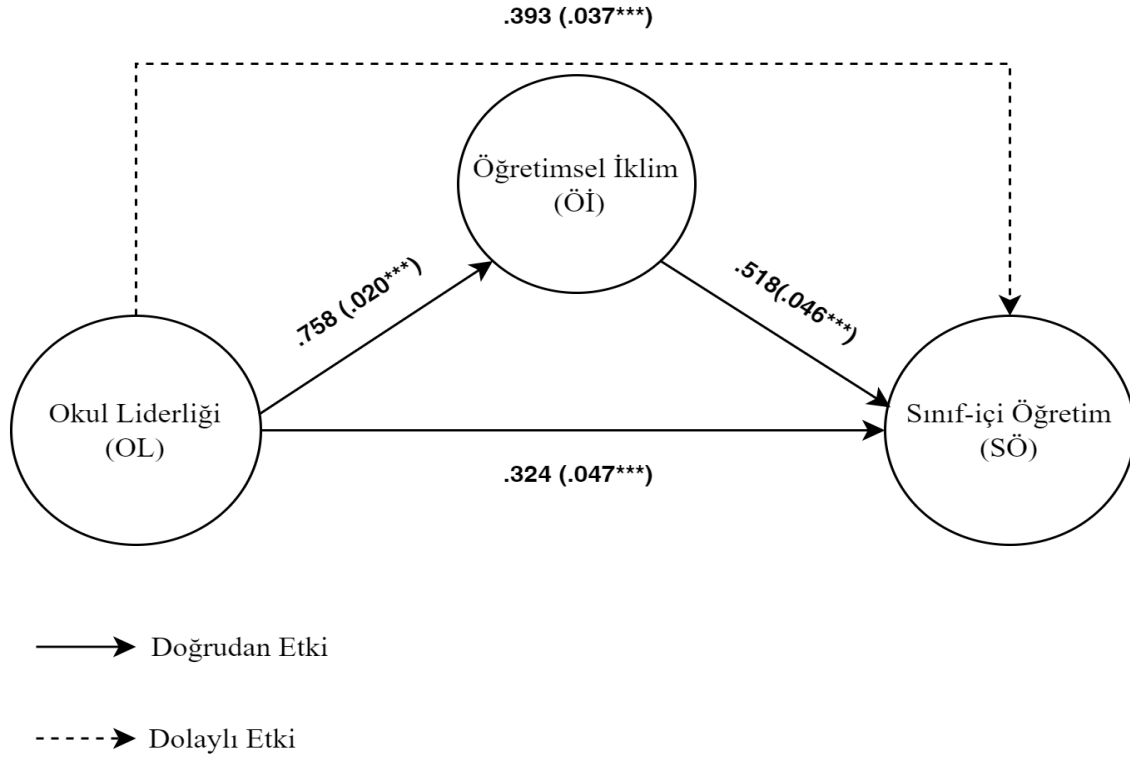 .393 (.037***)
Öğretimsel İklim
(Öİ)
.758 (.020***)
.518(.046***)
Okul Liderliği
(OL)
Sınıf-içi Öğretim
(SÖ)
.324 (.047***)
Doğrudan Etki
Dolaylı Etki